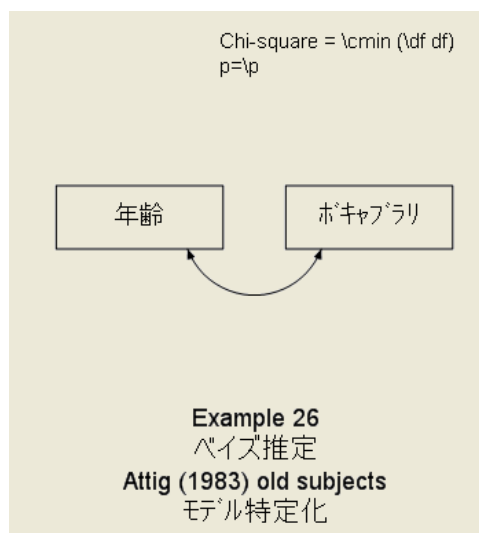 Chi-square = \cmin (\df df)
p=\p
年齢
ﾎﾞｷｬﾌﾞﾗﾘ
Example 26
ベイズ推定
Attig (1983) old subjects
ﾓﾃﾞﾙ特定化